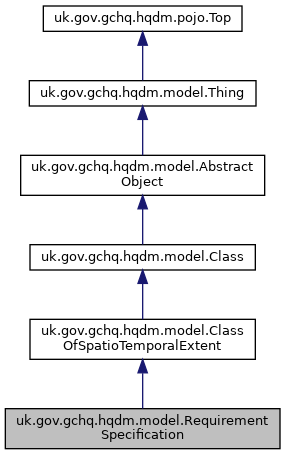 uk.gov.gchq.hqdm.pojo.Top
uk.gov.gchq.hqdm.model.Thing
uk.gov.gchq.hqdm.model.Abstract
Object
uk.gov.gchq.hqdm.model.Class
uk.gov.gchq.hqdm.model.Class
OfSpatioTemporalExtent
uk.gov.gchq.hqdm.model.Requirement
Specification